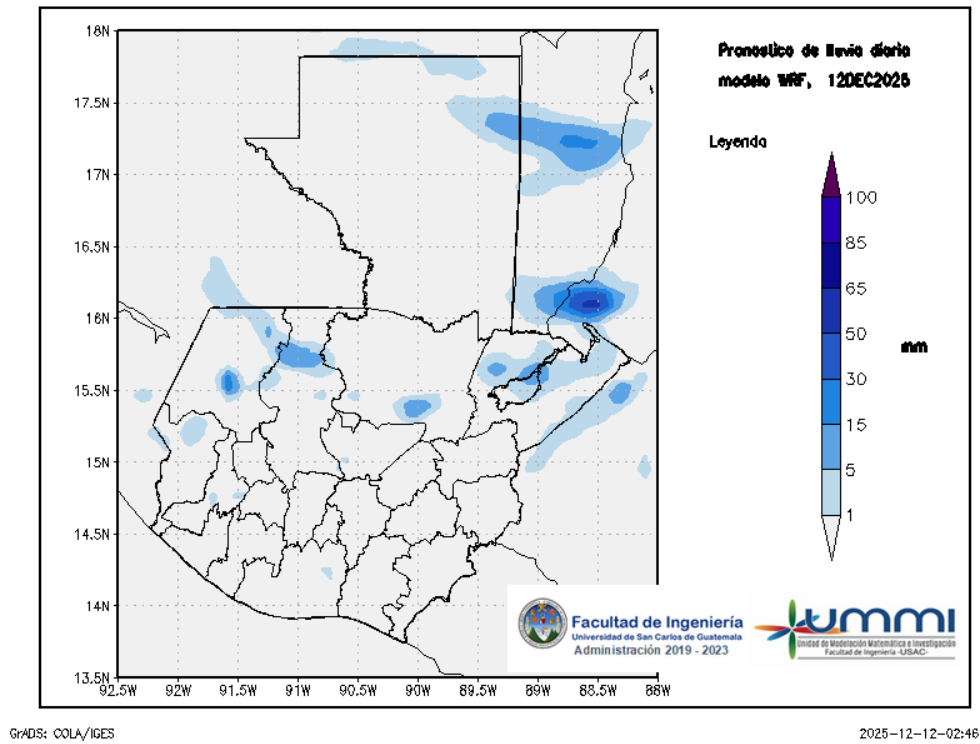 Pronostico de lluvia diaria
modelo WRF, 12DEC2025
Leyenda
100
85
65
50
30
15
5
1
mm
18N
17.5N
17N
16.5N
16N
15.5N
15N
14.5N
14N
13.5N
92.5W 92W 91.5W 91W 90.5W 90W 89.5W 89W 88.5W 88W
Facultad de Ingeniería
Universidad de San Carlos de Guatemala
Administración 2019 - 2023
ummi
Unidad de Modelación Matemática e Investigación
Facultad de Ingeniería -USAC-
GrADS: COLA/IGES
2025-12-12-02:46